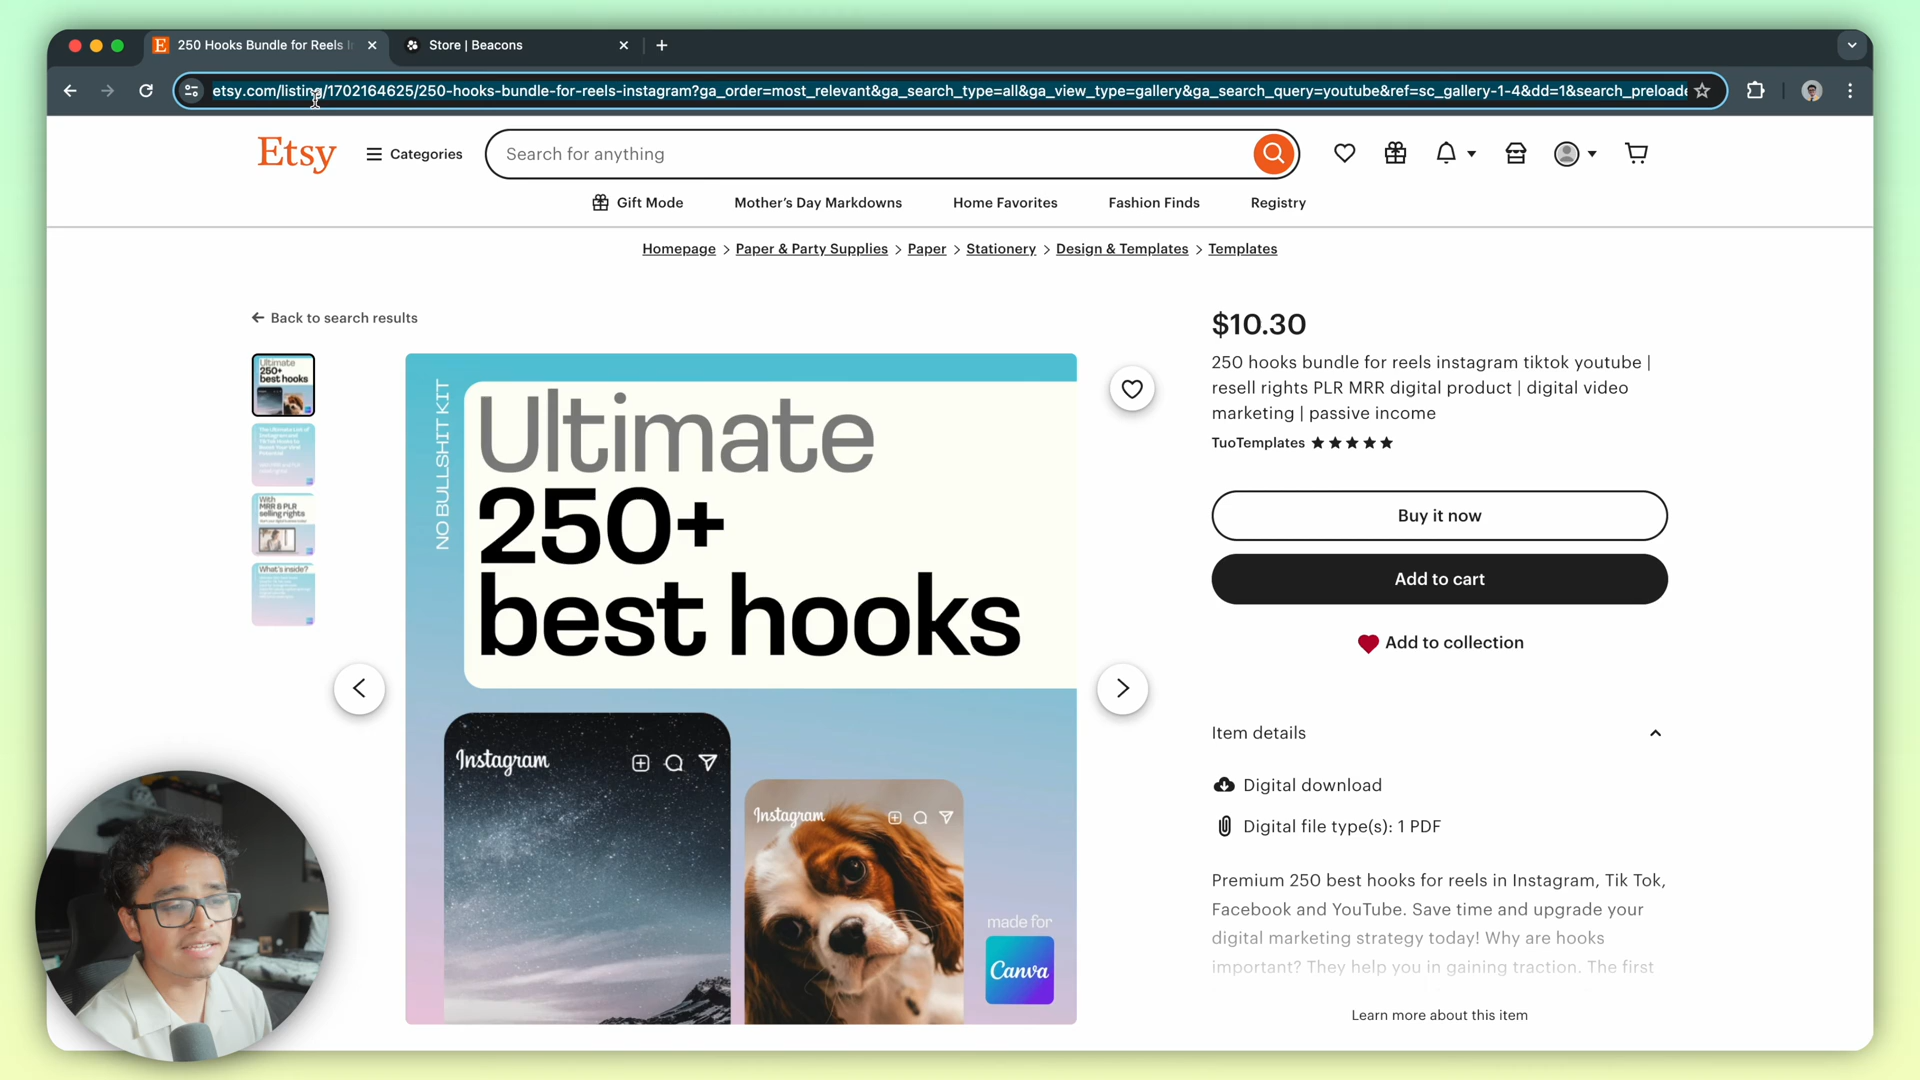 250 Hooks Bundle for Reels I
Store | Beacons
etsy.com/listing/1702164625/250-hooks-bundle-for-reels-instagram?ga_order=most_relevant&ga_search_type=all&ga_view_type=gallery&ga_search_query=youtube&ref=sc_gallery-1-4&dd=1&search_preloade
Etsy
Categories
Search for anything
Gift Mode
Mother's Day Markdowns
Home Favorites
Fashion Finds
Registry
Homepage > Paper & Party Supplies > Paper > Stationery > Design & Templates > Templates
Back to search results
Ultimate
250+
best hooks
With
MRR & PLR
selling rights
What's inside?
NO BULLSHIT KIT
Ultimate
250+
best hooks
Instagram
Instagram
made for
Canva
$10.30
250 hooks bundle for reels instagram tiktok youtube |
resell rights PLR MRR digital product | digital video
marketing | passive income
TuoTemplates
Buy it now
Add to cart
Add to collection
Item details
Digital download
Digital file type(s): 1 PDF
Premium 250 best hooks for reels in Instagram, Tik Tok,
Facebook and YouTube. Save time and upgrade your
digital marketing strategy today! Why are hooks
important? They help you in gaining traction. The first
Learn more about this item